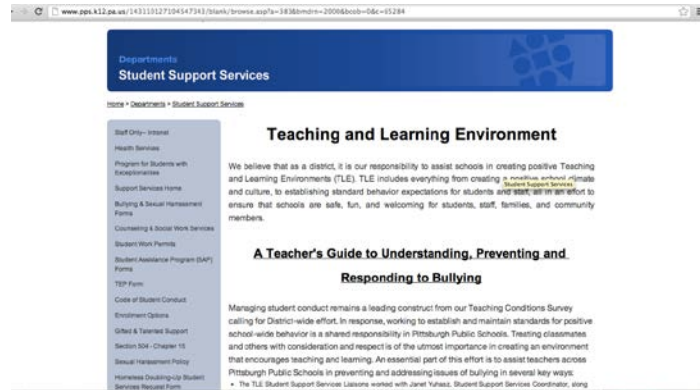 www.pps.k12.pa.us/143110127104547343/blank/browse.asp?a=383&bmdrn=2000&bcob=0&c=65284
Departments
Student Support Services
Home > Departments > Student Support Services
Staff Only– Intranet
Health Services
Program for Students with
Exceptionalities
Support Services Home
Bullying & Sexual Harassment
Forms
Counseling & Social Work Services
Student Work Permits
Student Assistance Program (SAP)
Forms
TEP Form
Code of Student Conduct
Enrollment Options
Gifted & Talented Support
Section 504 - Chapter 15
Sexual Harassment Policy
Homeless Doubling-Up Student
Services Request Form
Teaching and Learning Environment
We believe that as a district, it is our responsibility to assist schools in creating positive Teaching
and Learning Environments (TLE). TLE includes everything from creating a positive school climate
Student Support Services
and culture, to establishing standard behavior expectations for students and staff, all in an effort to
ensure that schools are safe, fun, and welcoming for students, staff, families, and community
members.
A Teacher's Guide to Understanding, Preventing and
Responding to Bullying
Managing student conduct remains a leading construct from our Teaching Conditions Survey
calling for District-wide effort. In response, working to establish and maintain standards for positive
school-wide behavior is a shared responsibility in Pittsburgh Public Schools. Treating classmates
and others with consideration and respect is of the utmost importance in creating an environment
that encourages teaching and learning. An essential part of this effort is to assist teachers across
Pittsburgh Public Schools in preventing and addressing issues of bullying in several key ways:
• The TLE Student Support Services Liaisons worked with Janet Yuhasz, Student Support Services Coordinator, along